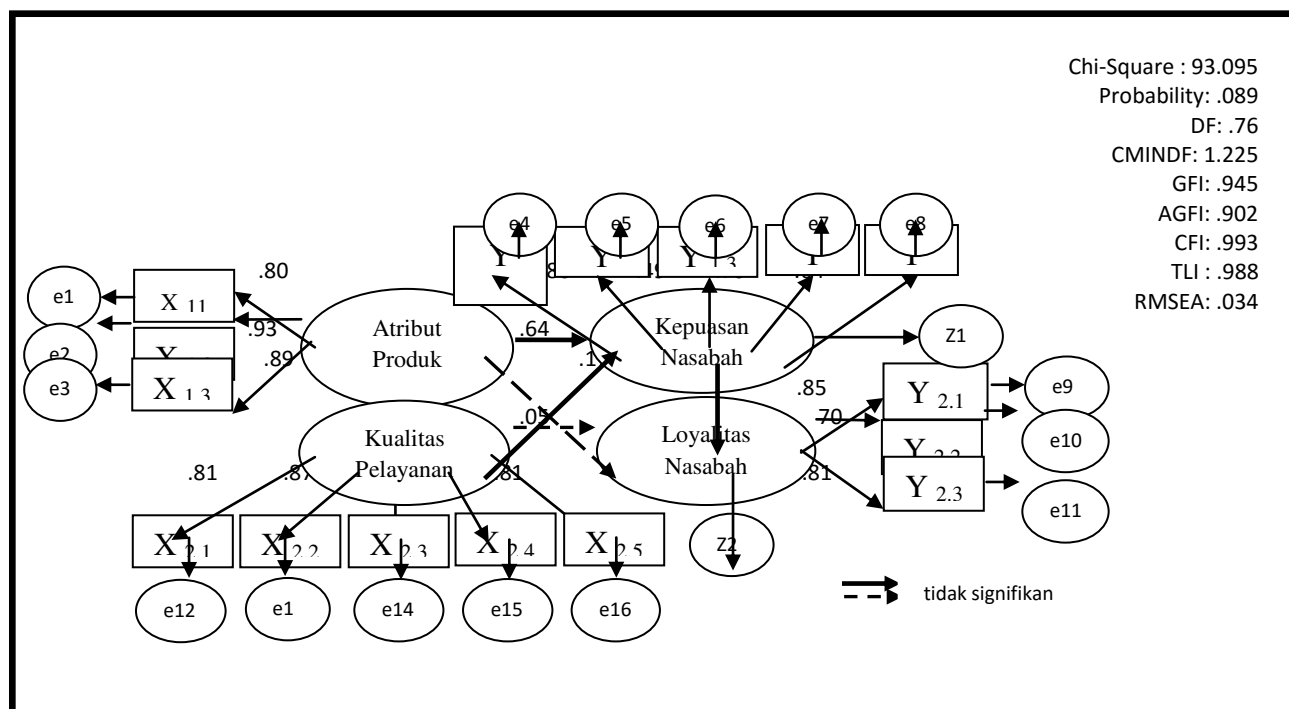 Chi-Square : 93.095
Probability: .089
DF: .76
CMINDF: 1.225
GFI: .945
AGFI: .902
CFI: .993
TLI : .988
RMSEA: .034
e4
e5
e6
e7
e8
.80
e1
X 11
Atribut
Produk
.64
Kepuasan
Nasabah
Z1
.93
e2
.89
e3
X 1.3
.85
Y 2.1
e9
.05
.70
Kualitas
Pelayanan
Loyalitas
Nasabah
e10
.81
.87
.81
.81
Y 2.3
e11
X 2.1
X 2.2
X 2.3
X 2.4
X 2.5
Z2
e12
e1
e14
e15
e16
tidak signifikan